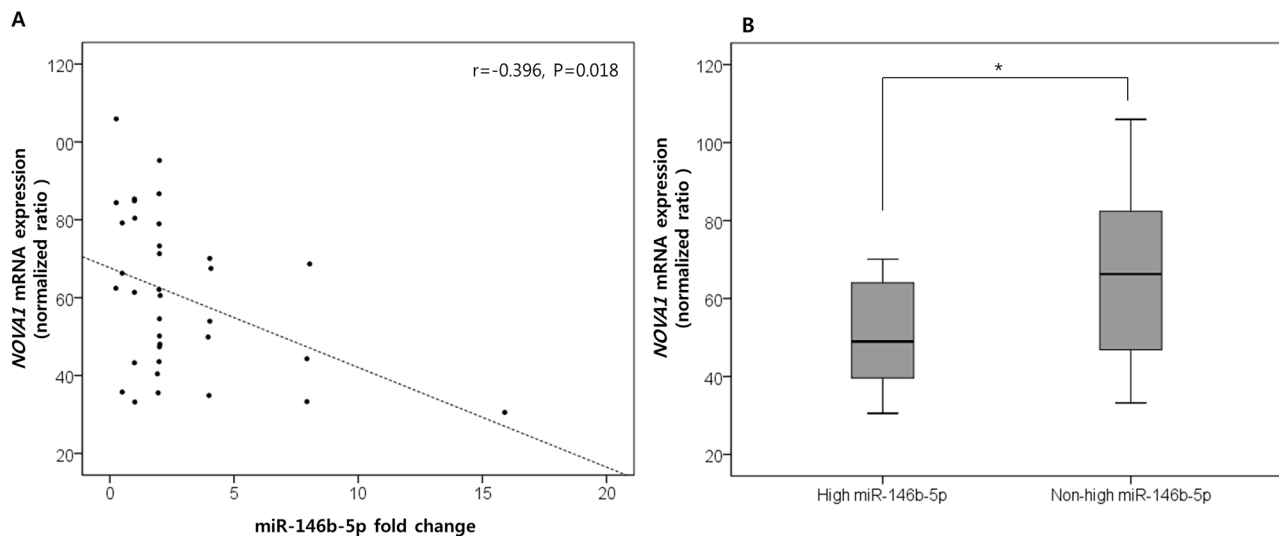 A
NOVA1 mRNA expression
(normalized ratio )
120
00
80
60
40
20
r=-0.396, P=0.018
0 5 10 15 20
miR-146b-5p fold change
B
NOVA1 mRNA expression
(normalized ratio )
120
100
80
60
40
20
*
High miR-146b-5p Non-high miR-146b-5p